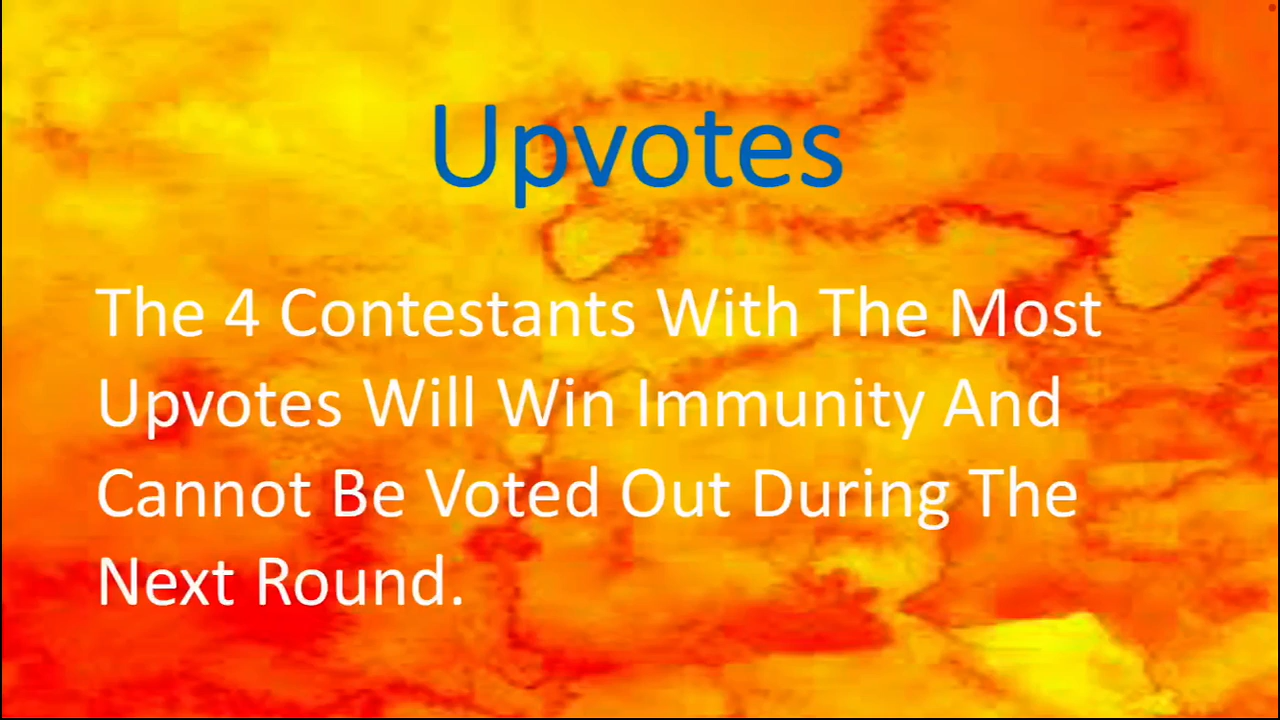 Upvotes
The 4 Contestants With The Most
Upvotes Will Win Immunity And
Cannot Be Voted Out During The
Next Round.